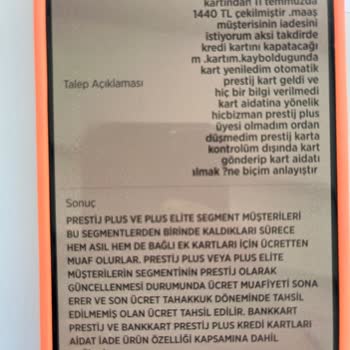 kartından 11 temmuzda
1440 TL çekilmiştir .maaş
müşterisinin iadesini
istiyorum aksi takdirde
kredi kartını kapatacağı
m .kartım.kaybolduğunda
kart yeniledim otomatik
Talep Açıklaması
prestij kart geldi ve
hiç bir bilgi verilmedi
kart aidatına yönelik
hicbizman prestij plus
üyesi olmadım ordan
düşmedim prestij karta
kontrolüm dışında kart
gönderip kart aidatı
almak ?ne biçim anlayıştır
Sonuç
PRESTİJ PLUS VE PLUS ELİTE SEGMENT MÜŞTERİLERİ
BU SEGMENTLERDEN BİRİNDE KALDIKLARI SÜRECE
HEM ASIL HEM DE BAĞLI EK KARTLARI İÇİN ÜCRETTEN
MUAF OLURLAR. PRESTİJ PLUS VEYA PLUS ELİTE
MÜŞTERİLERİN SEGMENTİNİN PRESTİJ OLARAK
GÜNCELLENMESİ DURUMUNDA ÜCRET MUAFİYETİ SONA
ERER VE SON ÜCRET TAHAKKUK DÖNEMİNDE TAHSİL
EDİLMEMİŞ OLAN ÜCRET TAHSİL EDİLİR. BANKKART
PRESTİJ VE BANKKART PRESTİJ PLUS KREDİ KARTLARI
AİDAT İADE ÜRÜN ÖZELLİĞİ KAPSAMINA DAHİL